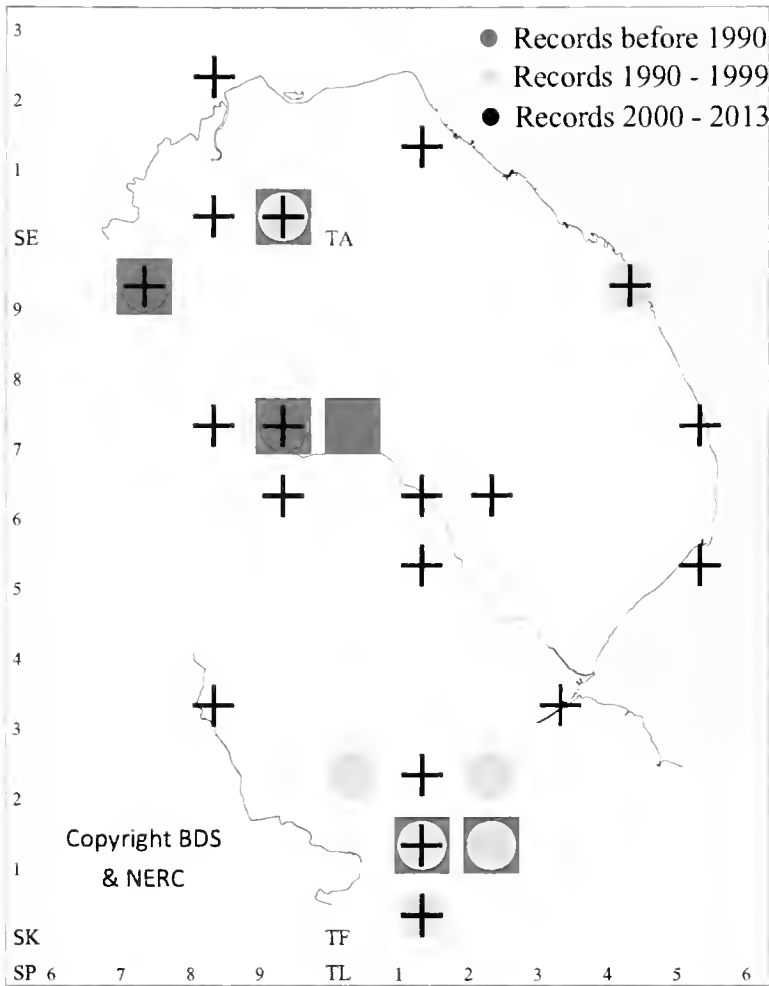 3
Records before 1990
Records 1990 - 1999
2
Records 2000 - 2013
1
SE
TA
9
8
7
6
5
4
3
2
Copyright BDS
& NERC
1
SK TF
SP 6 7 8 9 TL 1 2 3 4 5 6